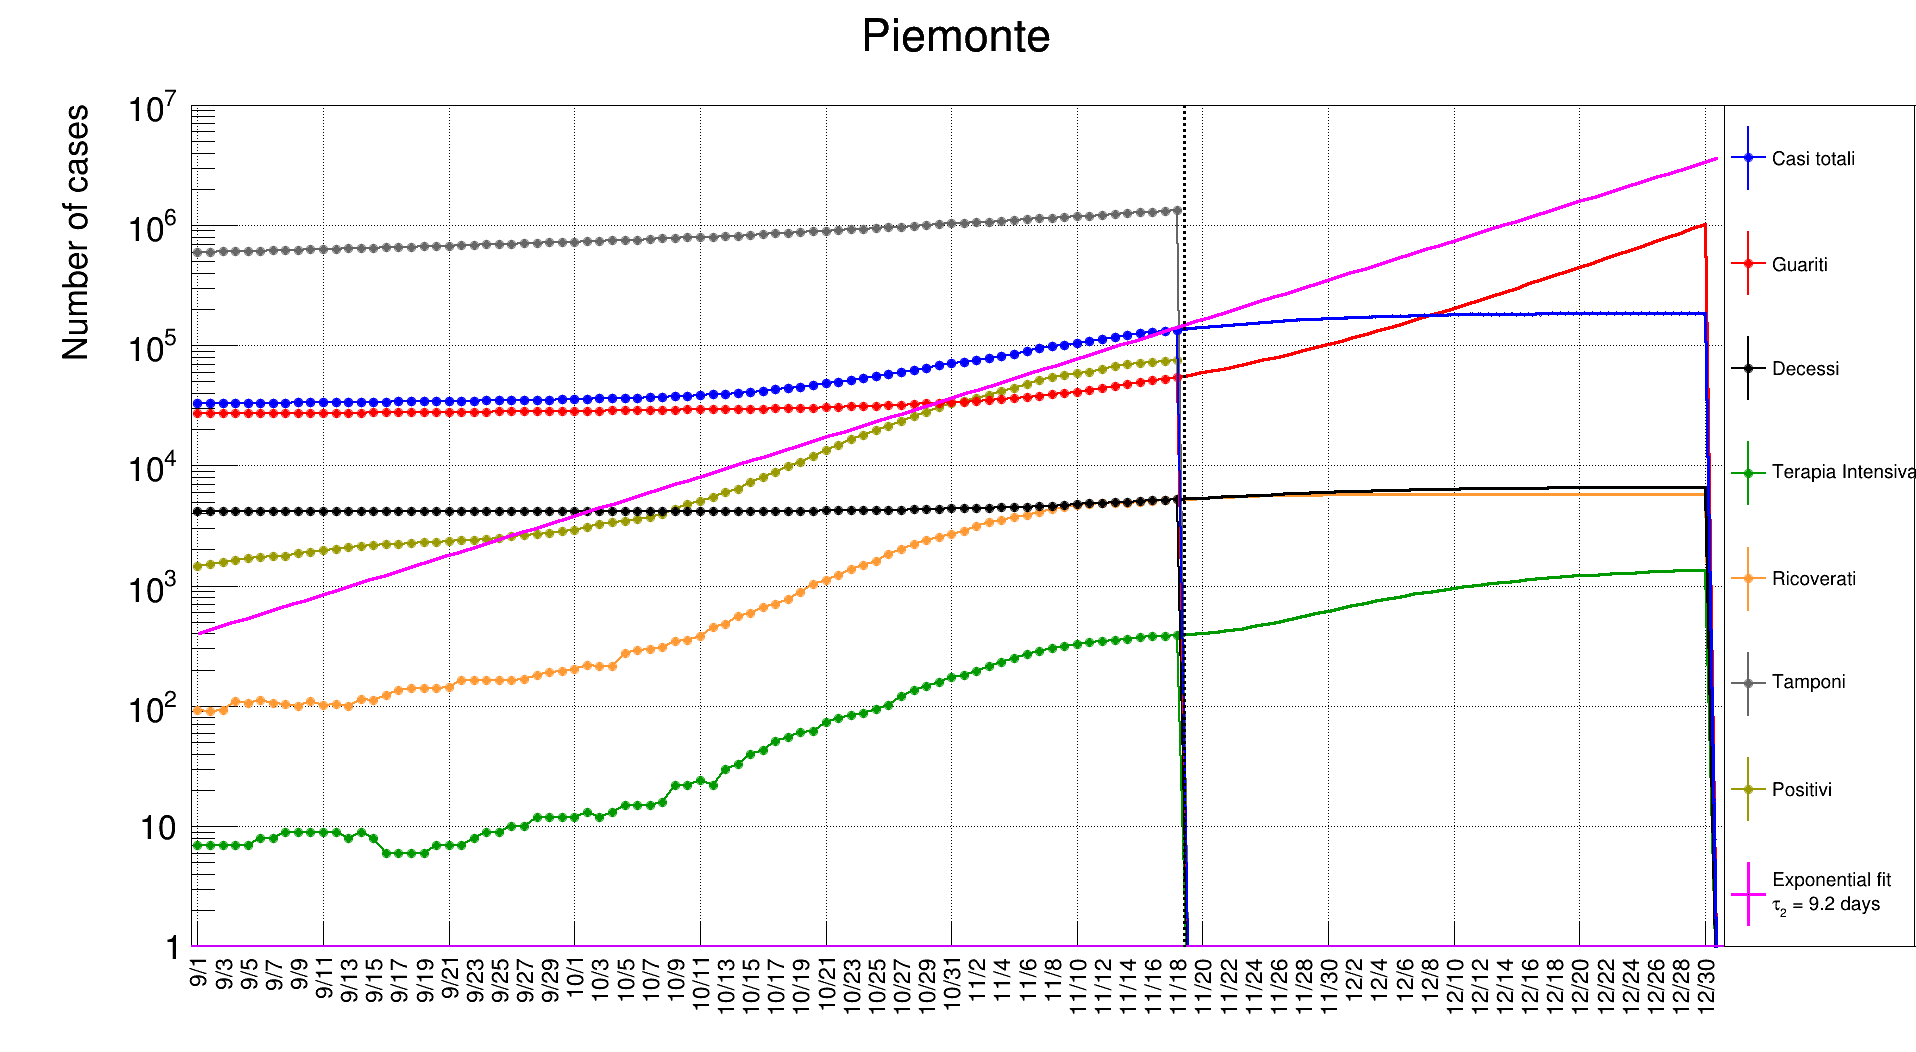 Piemonte
Number of cases
10^7
10^6
10^5
10^4
10^3
10^2
10
1
9/1 9/3 9/5 9/7 9/9 9/11 9/13 9/15 9/17 9/19 9/21 9/23 9/25 9/27 9/29 10/1 10/3 10/5 10/7 10/9 10/11 10/13 10/15 10/17 10/19 10/21 10/23 10/25 10/27 10/29 10/31 11/2 11/4 11/6 11/8 11/10 11/12 11/14 11/16 11/18 11/20 11/22 11/24 11/26 11/28 11/30 12/2 12/4 12/6 12/8 12/10 12/12 12/14 12/16 12/18 12/20 12/22 12/24 12/26 12/28 12/30
Casi totali
Guariti
Decessi
Terapia Intensiva
Ricoverati
Tamponi
Positivi
Exponential fit
τ_2 = 9.2 days